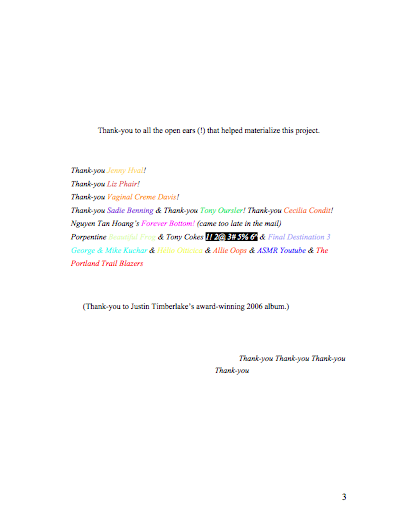 Thank-you to all the open ears (!) that helped materialize this project.
Thank-you Jenny Hval!
Thank-you Liz Phair!
Thank-you Vaginal Creme Davis!
Thank-you Sadie Benning & Thank-you Tony Oursler! Thank-you Cecilia Condit!
Nguyen Tan Hoang's Forever Bottom! (came too late in the mail)
Porpentine & Tony Cokes 1! 2@ 3# 5% 6^ & Final Destination 3
George & Mike Kuchar & & Allie Oops & ASMR Youtube & The
Portland Trail Blazers
(Thank-you to Justin Timberlake's award-winning 2006 album.)
Thank-you Thank-you Thank-you
Thank-you
3